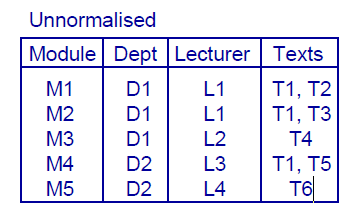 Unnormalised
Module Dept Lecturer Texts
M1 D1 L1 T1, T2
M2 D1 L1 T1, T3
M3 D1 L2 T4
M4 D2 L3 T1, T5
M5 D2 L4 T6